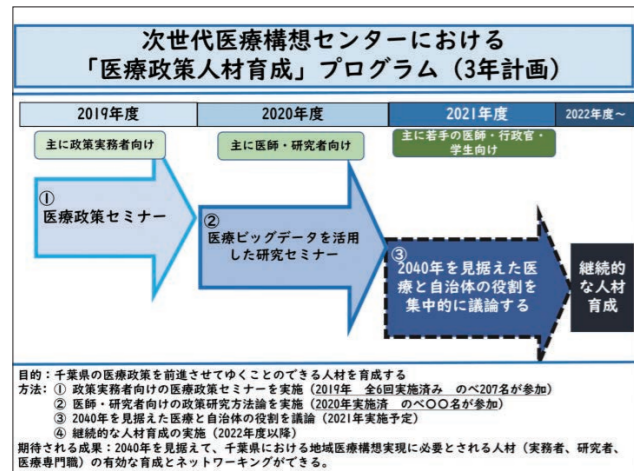 次世代医療構想センターにおける
「医療政策人材育成」プログラム（3年計画）
2019年度
2020年度
2021年度
2022年度～
主に政策実務者向け
主に医師・研究者向け
主に若手の医師・行政官・
学生向け
①
医療政策セミナー
②
医療ビッグデータを活用
した研究セミナー
③
2040年を見据えた医療
と自治体の役割を
集中的に議論する
継続的
な人材
育成
目的：千葉県の医療政策を前進させてゆくことのできる人材を育成する
方法：① 政策実務者向けの医療政策セミナーを実施（2019年　全6回実施済み　のべ207名が参加）
② 医師・研究者向けの政策研究方法論を実施（2020年実施済　のべ〇〇名が参加）
③ 2040年を見据えた医療と自治体の役割を議論（2021年実施予定）
④ 継続的な人材育成の実施（2022年度以降）
期待される成果：2040年を見据えて、千葉県における地域医療構想実現に必要とされる人材（実務者、研究者、
医療専門職）の有効な育成とネットワーキングができる。